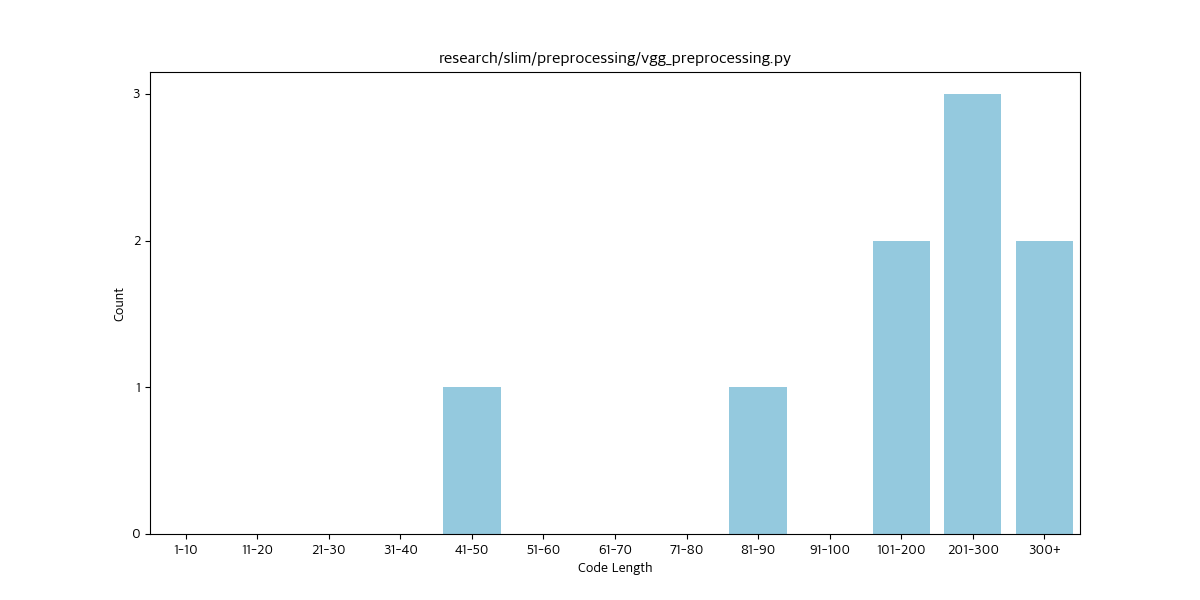 research/slim/preprocessing/vgg_preprocessing.py
3
2
1
0
Count
1-10 11-20 21-30 31-40 41-50 51-60 61-70 71-80 81-90 91-100 101-200 201-300 300+
Code Length